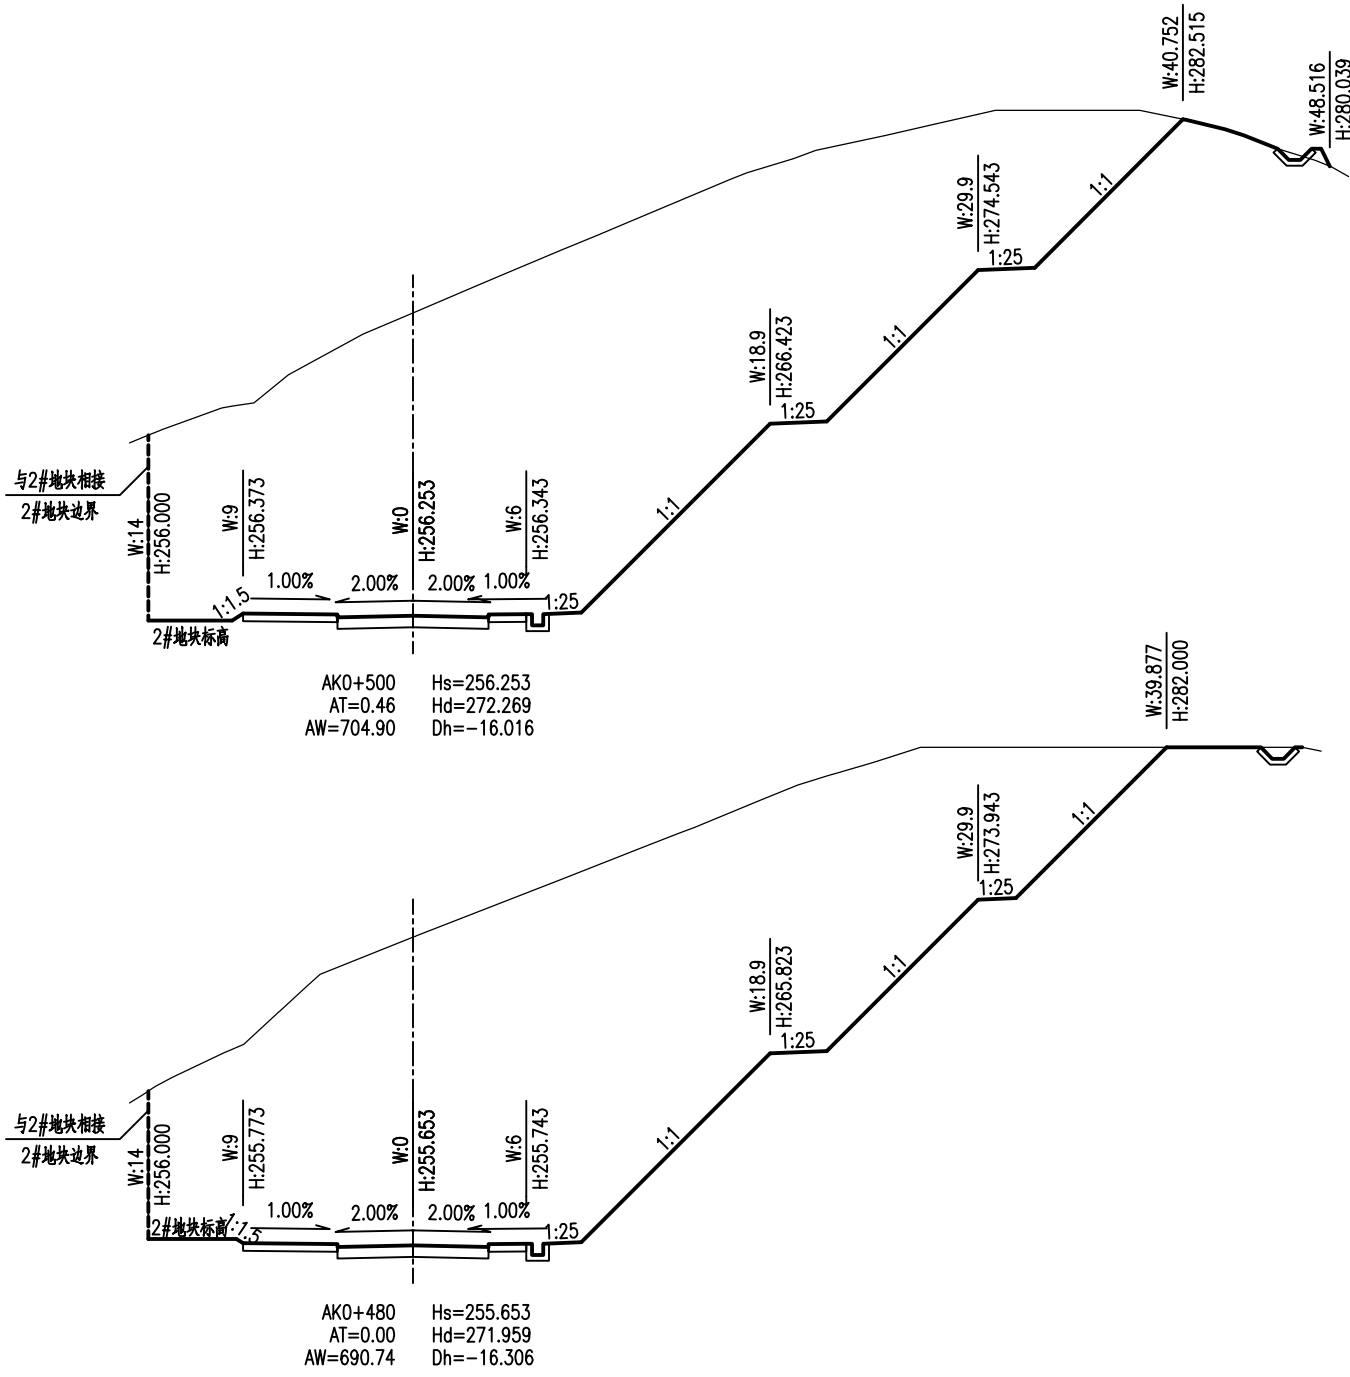 W:40.752
H:282.515
W:48.516
H:280.039
1:1
W:29.9
H:274.543
1:25
W:18.9
H:266.423
1:1
1:25
与2#地块相接
2#地块边界
W:14
H:256.000
W:9
H:256.373
W:0
H:256.253
W:6
H:256.343
1:1
1:1.5
1.00%
2.00%
2.00%
1.00%
1:25
2#地块标高
AK0+500
Hs=256.253
AT=0.46
Hd=272.269
AW=704.90
Dh=-16.016
W:39.877
H:282.000
1:1
W:29.9
H:273.943
1:25
W:18.9
H:265.823
1:1
1:25
与2#地块相接
2#地块边界
W:14
H:256.000
W:9
H:255.773
W:0
H:255.653
W:6
H:255.743
1:1
2#地块标高
1:1.5
1.00%
2.00%
2.00%
1.00%
1:25
AK0+480
Hs=255.653
AT=0.00
Hd=271.959
AW=690.74
Dh=-16.306